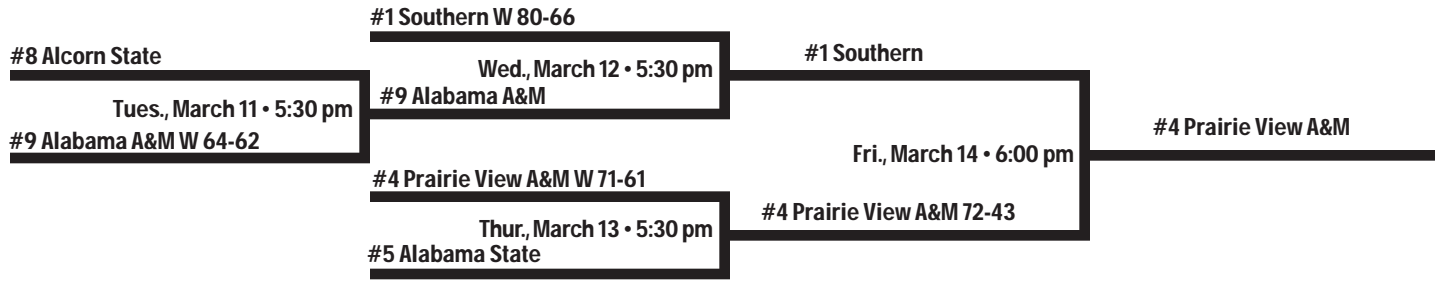 #1 Southern W 80-66
#8 Alcorn State
Wed., March 12 • 5:30 pm
#1 Southern
#9 Alabama A&M
Tues., March 11 • 5:30 pm
#9 Alabama A&M W 64-62
#4 Prairie View A&M
Fri., March 14 • 6:00 pm
#4 Prairie View A&M W 71-61
#4 Prairie View A&M 72-43
Thur., March 13 • 5:30 pm
#5 Alabama State